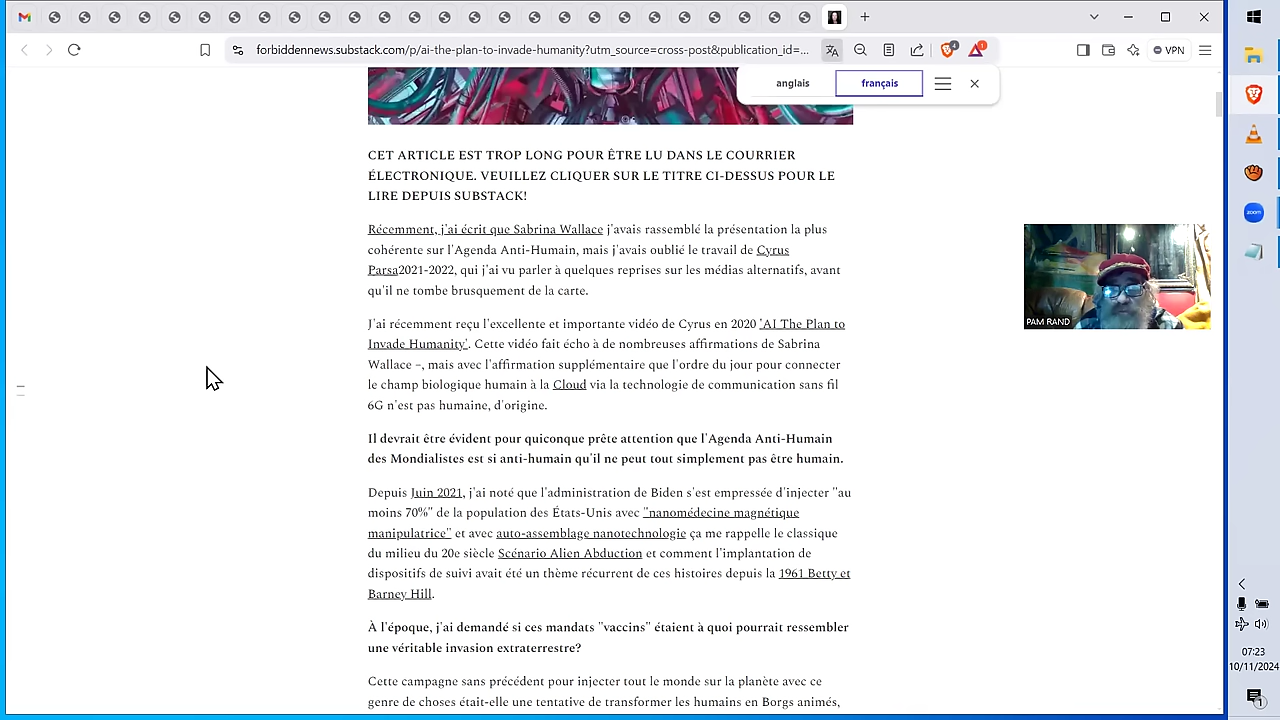 forbiddennews.substack.com/p/ai-the-plan-to-invade-humanity?utm_source=cross-post&publication_id=...
4
1
VPN
anglais
français
CET ARTICLE EST TROP LONG POUR ÊTRE LU DANS LE COURRIER
ÉLECTRONIQUE. VEUILLEZ CLIQUER SUR LE TITRE CI-DESSUS POUR LE
LIRE DEPUIS SUBSTACK!
Récemment, j'ai écrit que Sabrina Wallace j'avais rassemblé la présentation la plus
cohérente sur l'Agenda Anti-Humain, mais j'avais oublié le travail de Cyrus
Parsa2021-2022, qui j'ai vu parler à quelques reprises sur les médias alternatifs, avant
qu'il ne tombe brusquement de la carte.
J'ai récemment reçu l'excellente et importante vidéo de Cyrus en 2020 'AI The Plan to
Invade Humanity'. Cette vidéo fait écho à de nombreuses affirmations de Sabrina
Wallace –, mais avec l'affirmation supplémentaire que l'ordre du jour pour connecter
le champ biologique humain à la Cloud via la technologie de communication sans fil
6G n'est pas humaine, d'origine.
Il devrait être évident pour quiconque prête attention que l'Agenda Anti-Humain
des Mondialistes est si anti-humain qu'il ne peut tout simplement pas être humain.
Depuis Juin 2021, j'ai noté que l'administration de Biden s'est empressée d'injecter "au
moins 70%" de la population des États-Unis avec "nanomédecine magnétique
manipulatrice" et avec auto-assemblage nanotechnologie ça me rappelle le classique
du milieu du 20e siècle Scénario Alien Abduction et comment l'implantation de
dispositifs de suivi avait été un thème récurrent de ces histoires depuis la 1961 Betty et
Barney Hill.
À l'époque, j'ai demandé si ces mandats "vaccins" étaient à quoi pourrait ressembler
une véritable invasion extraterrestre?
Cette campagne sans précédent pour injecter tout le monde sur la planète avec ce
genre de choses était-elle une tentative de transformer les humains en Borgs animés,
PAM RAND
zoom
07:23
10/11/2024
1